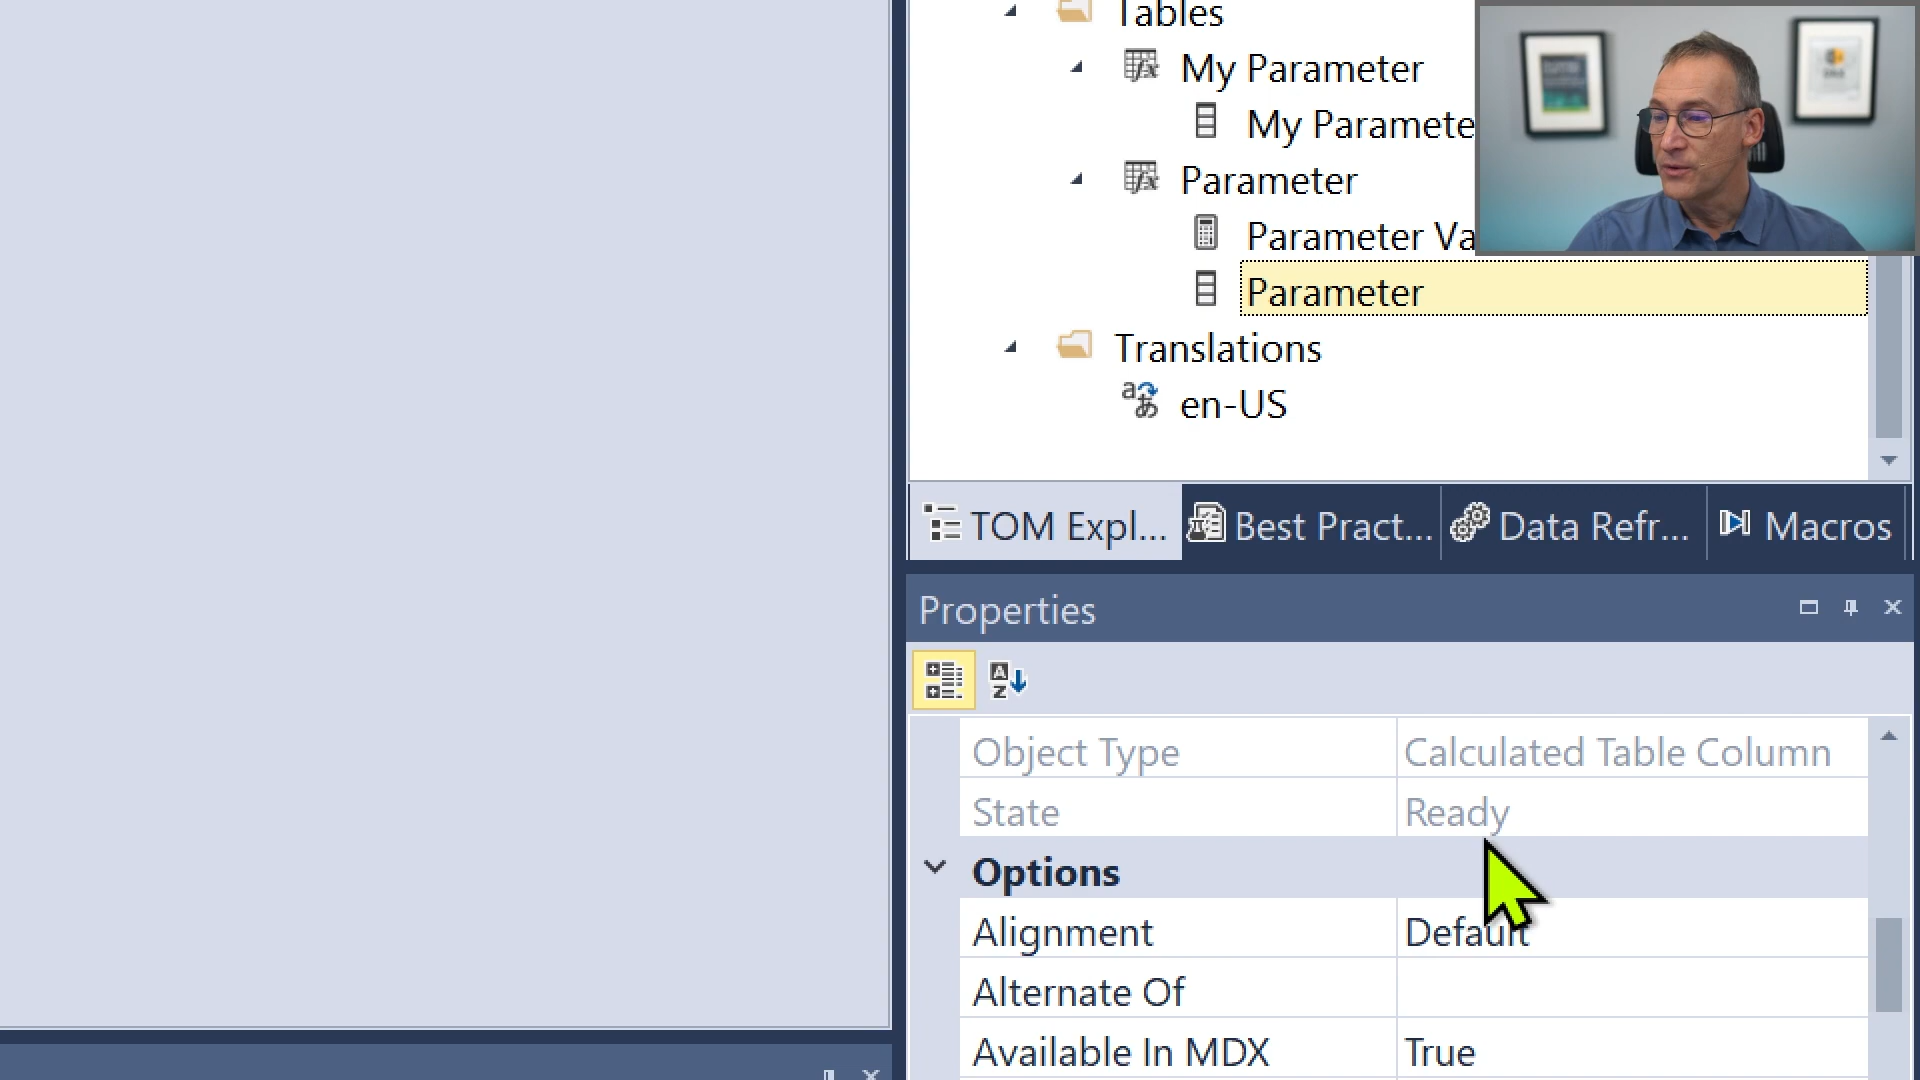 Tables
My Parameter
My Paramete
Parameter
Parameter Va
Parameter
Translations
en-US
TOM Expl... Best Pract... Data Refr... Macros
Properties
Object Type Calculated Table Column
State Ready
Options
Alignment Default
Alternate Of
Available In MDX True